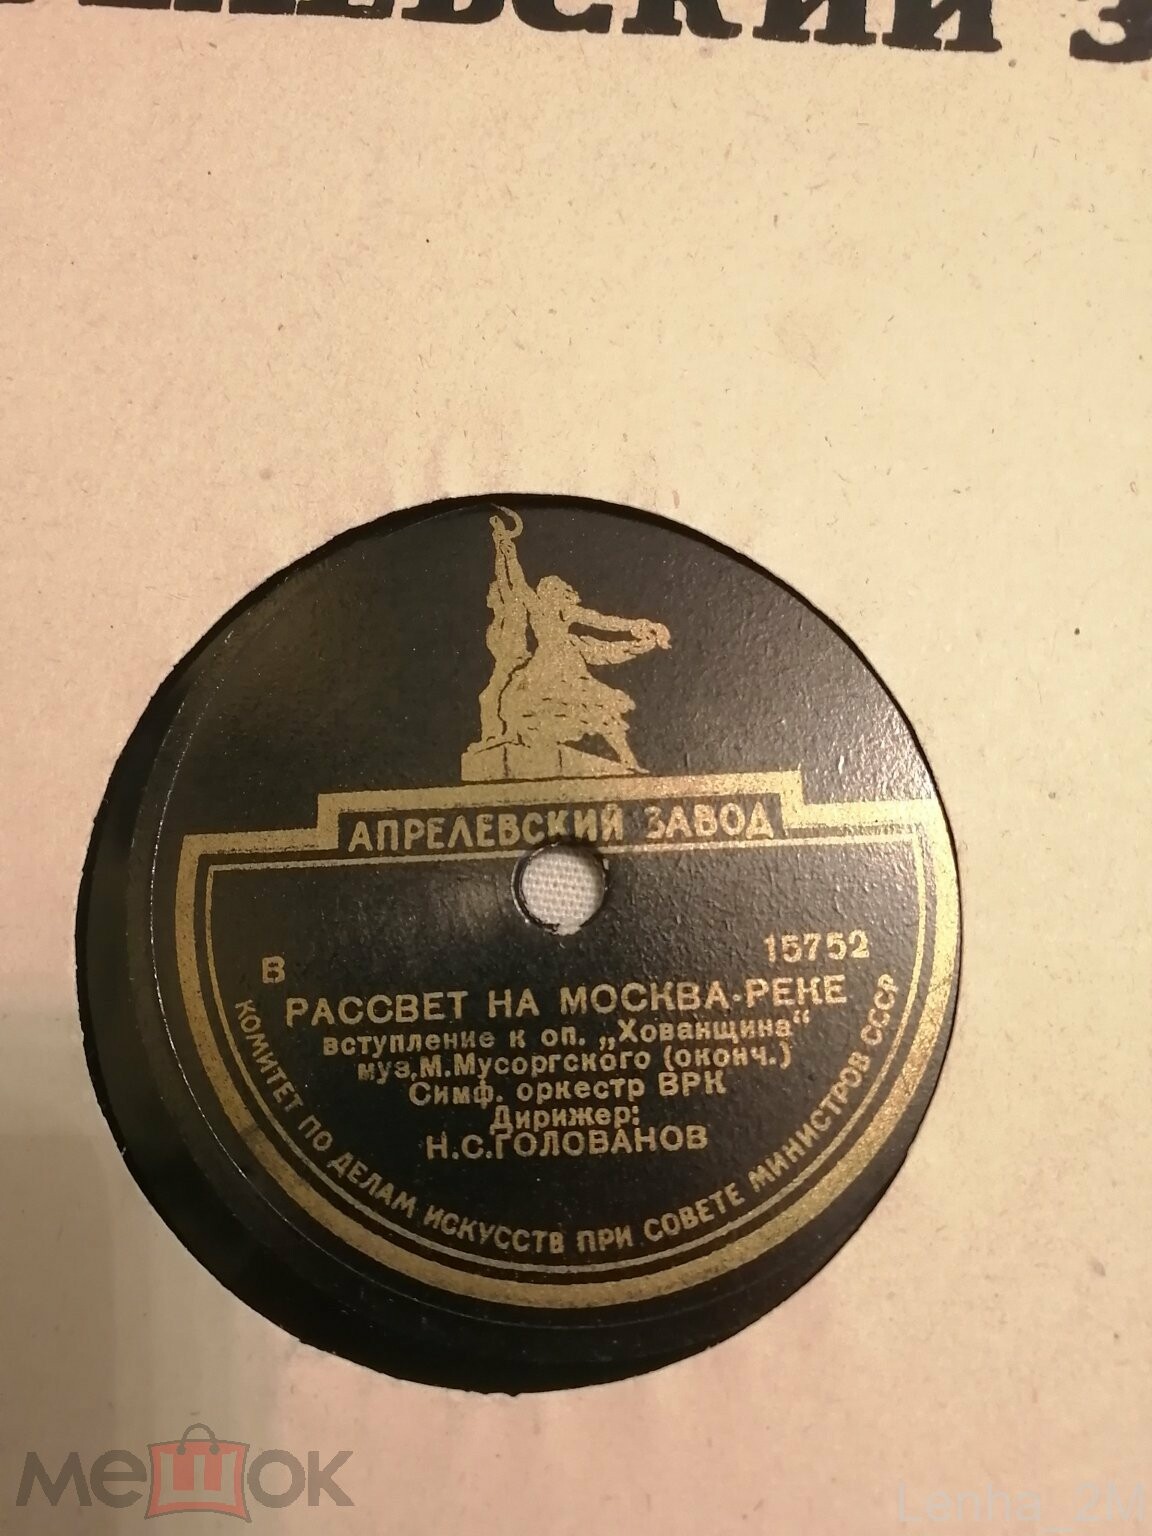 АПРЕЛЕВСКИЙ ЗАВОД
В 15752
РАССВЕТ НА МОСКВА-РЕКЕ
вступление к оп. „Хованщина“
муз. М. Мусоргского (оконч.)
Симф. оркестр ВРК
Дирижер:
Н.С.ГОЛОВАНОВ
КОМИТЕТ ПО ДЕЛАМ ИСКУССТВ ПРИ СОВЕТЕ МИНИСТРОВ СССР
мешок
Lenha_2M